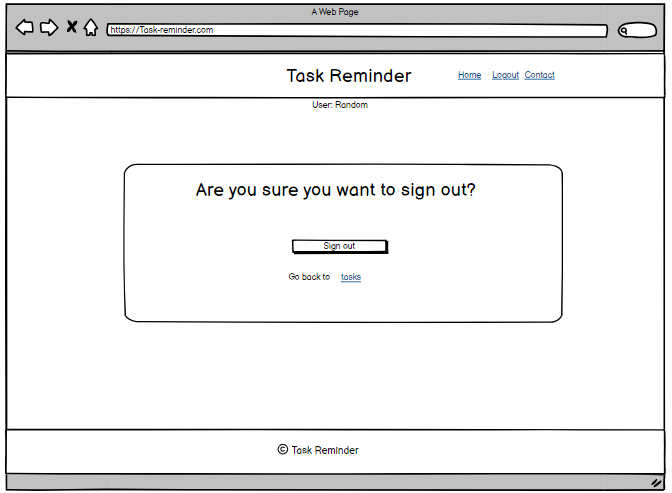 A Web Page
https://Task-reminder.com
Task Reminder
Home Logout Contact
User: Random
Are you sure you want to sign out?
Sign out
Go back to tasks
© Task Reminder